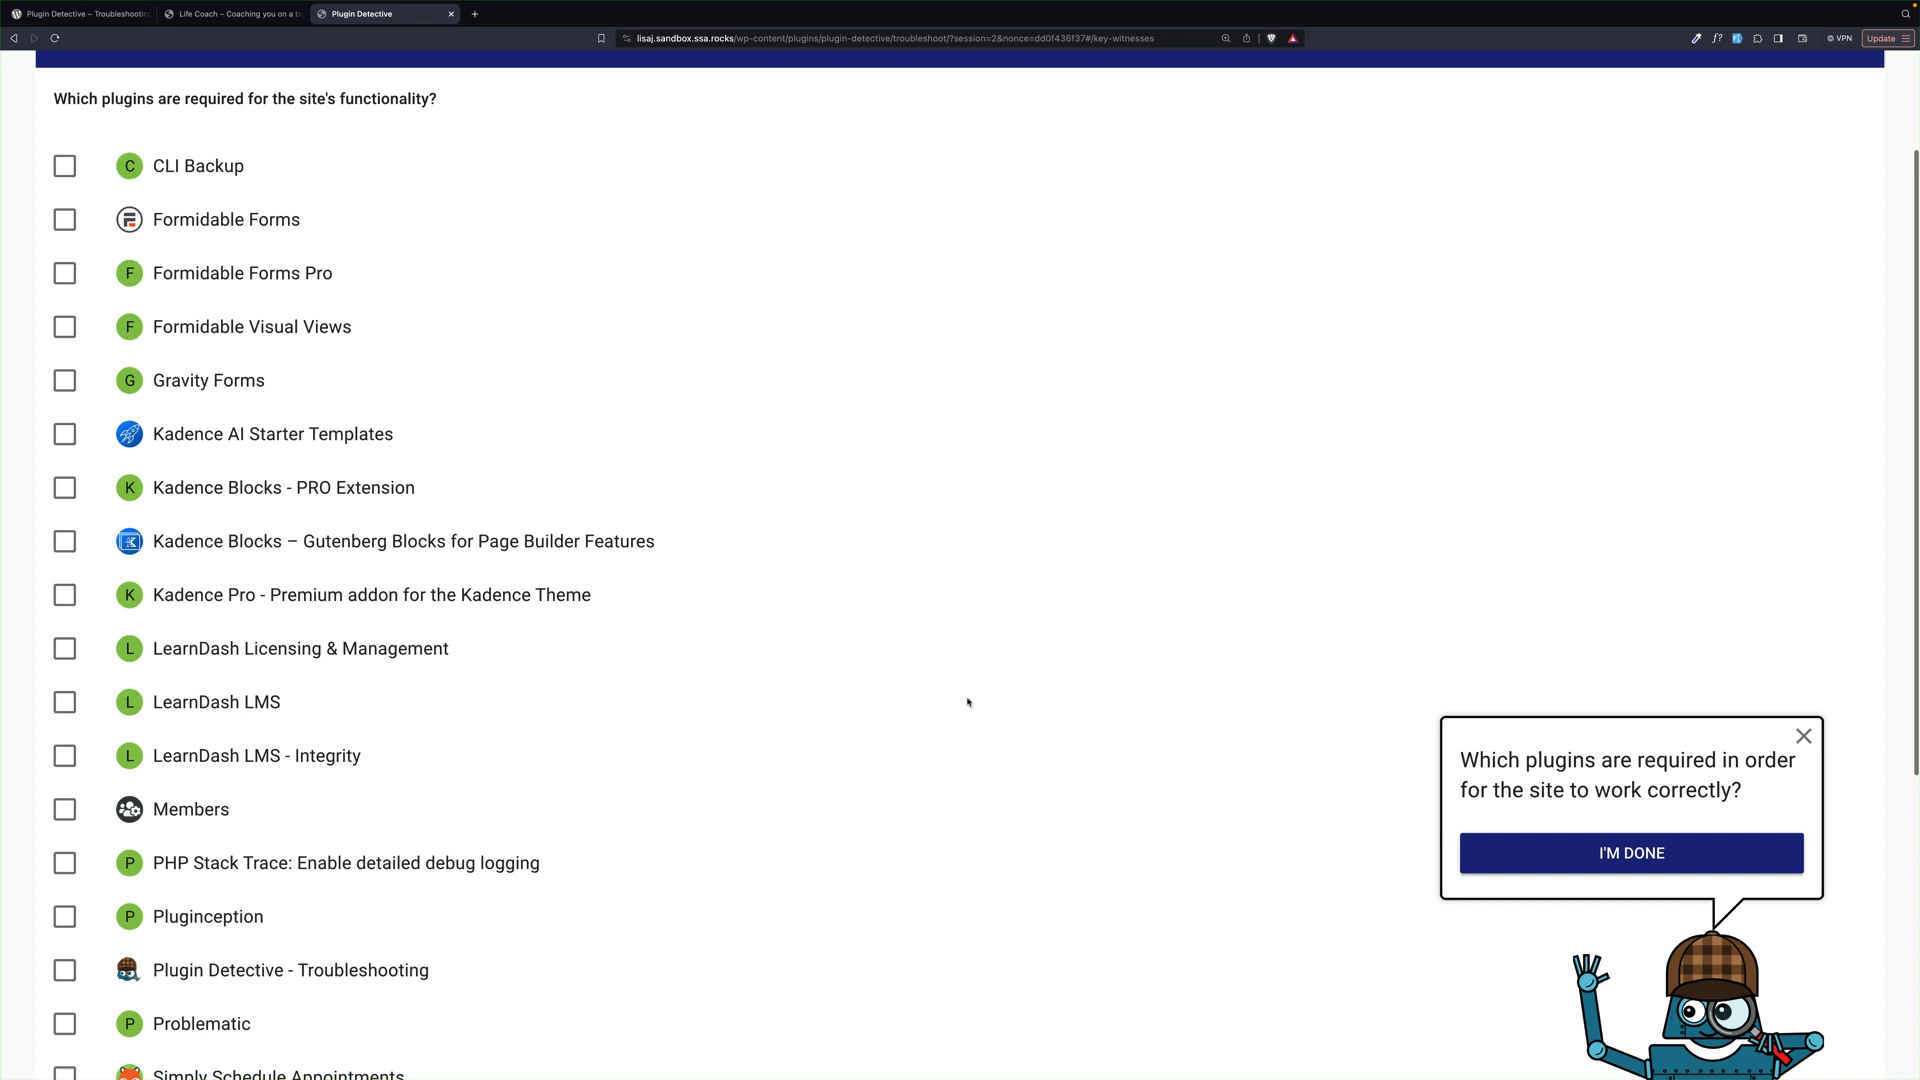 Plugin Detective – Troubleshootin
Life Coach – Coaching you on a b
Plugin Detective
lisaj.sandbox.ssa.rocks/wp-content/plugins/plugin-detective/troubleshoot/?session=2&nonce=dd0f436f37#/key-witnesses
VPN
Update
Which plugins are required for the site's functionality?
C CLI Backup
Formidable Forms
F Formidable Forms Pro
F Formidable Visual Views
G Gravity Forms
Kadence AI Starter Templates
K Kadence Blocks - PRO Extension
Kadence Blocks – Gutenberg Blocks for Page Builder Features
K Kadence Pro - Premium addon for the Kadence Theme
L LearnDash Licensing & Management
L LearnDash LMS
L LearnDash LMS - Integrity
Members
P PHP Stack Trace: Enable detailed debug logging
P Pluginception
Plugin Detective - Troubleshooting
P Problematic
Simply Schedule Appointments
Which plugins are required in order
for the site to work correctly?
I'M DONE